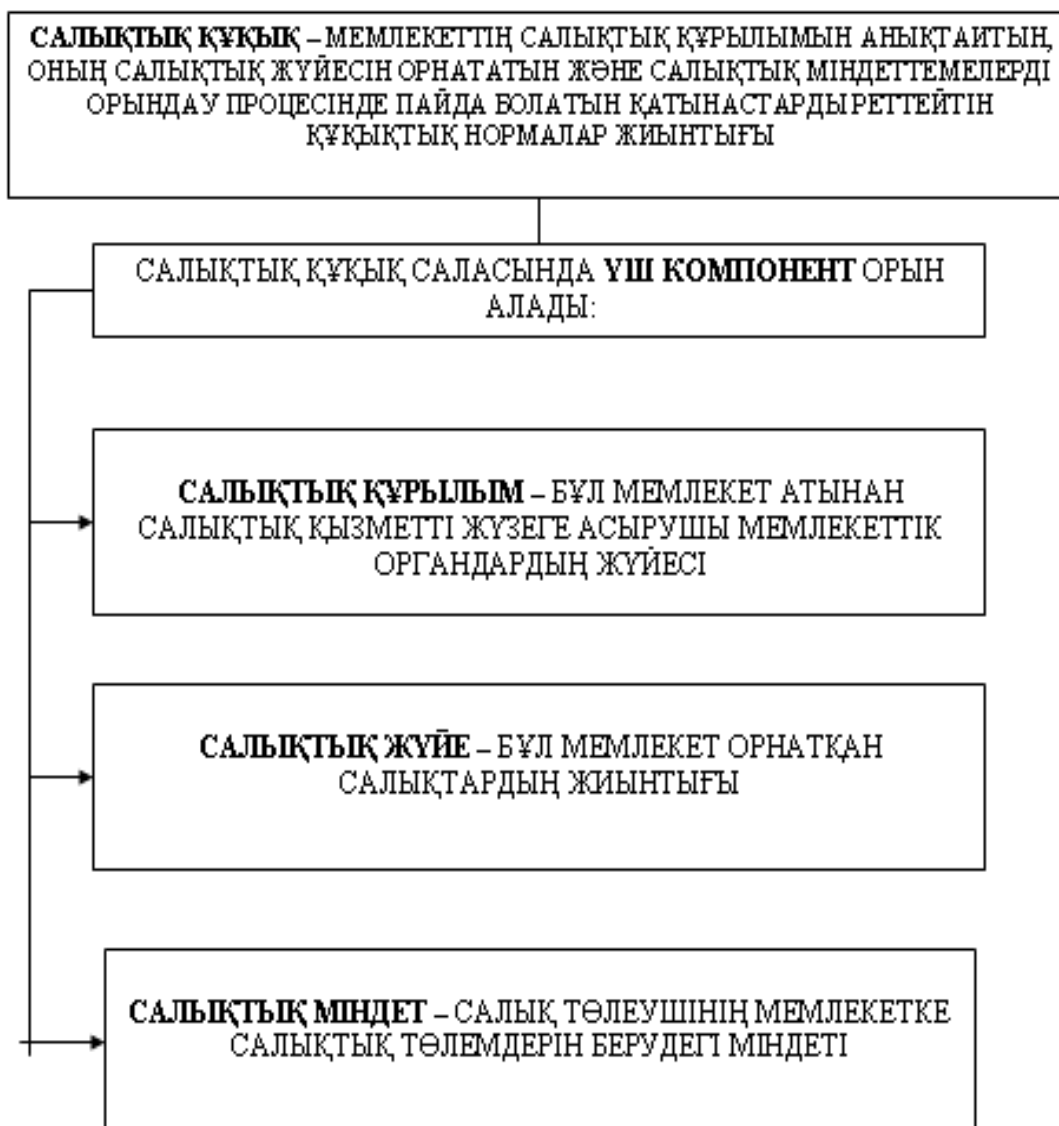 САЛЫҚТЫҚ ҚҰҚЫҚ – МЕМЛЕКЕТТІҢ САЛЫҚТЫҚ ҚҰРЫЛЫМЫН АНЫҚТАЙТЫН,
ОНЫҢ САЛЫҚТЫҚ ЖҮЙЕСІН ОРНАТАТЫН ЖӘНЕ САЛЫҚТЫҚ МІНДЕТТЕМЕЛЕРДІ
ОРЫНДАУ ПРОЦЕСІНДЕ ПАЙДА БОЛАТЫН ҚАТЫНАСТАРДЫ РЕТТЕЙТІН
ҚҰҚЫҚТЫҚ НОРМАЛАР ЖИЫНТЫҒЫ
САЛЫҚТЫҚ ҚҰҚЫҚ САЛАСЫНДА ҮШ КОМПОНЕНТ ОРЫН
АЛАДЫ:
САЛЫҚТЫҚ ҚҰРЫЛЫМ – БҰЛ МЕМЛЕКЕТ АТЫНАН
САЛЫҚТЫҚ ҚЫЗМЕТТІ ЖҮЗЕГЕ АСЫРУШЫ МЕМЛЕКЕТТІК
ОРГАНДАРДЫҢ ЖҮЙЕСІ
САЛЫҚТЫҚ ЖҮЙЕ – БҰЛ МЕМЛЕКЕТ ОРНАТҚАН
САЛЫҚТАРДЫҢ ЖИЫНТЫҒЫ
САЛЫҚТЫҚ МІНДЕТ – САЛЫҚ ТӨЛЕУШІНІҢ МЕМЛЕКЕТКЕ
САЛЫҚТЫҚ ТӨЛЕМДЕРІН БЕРУДЕГІ МІНДЕТІ